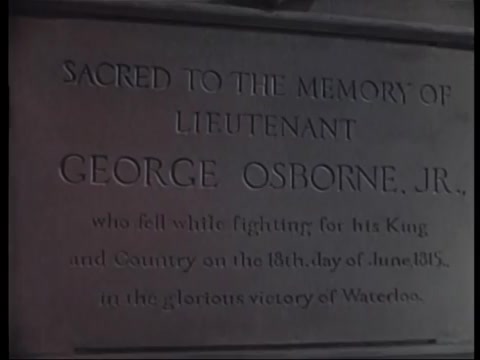 SACRED TO THE MEMORY OF
LIEUTENANT
GEORGE OSBORNE, JR.,
who fell while fighting for his King
and Country on the 18th. day of June, 1815.,
in the glorious victory of Waterloo.